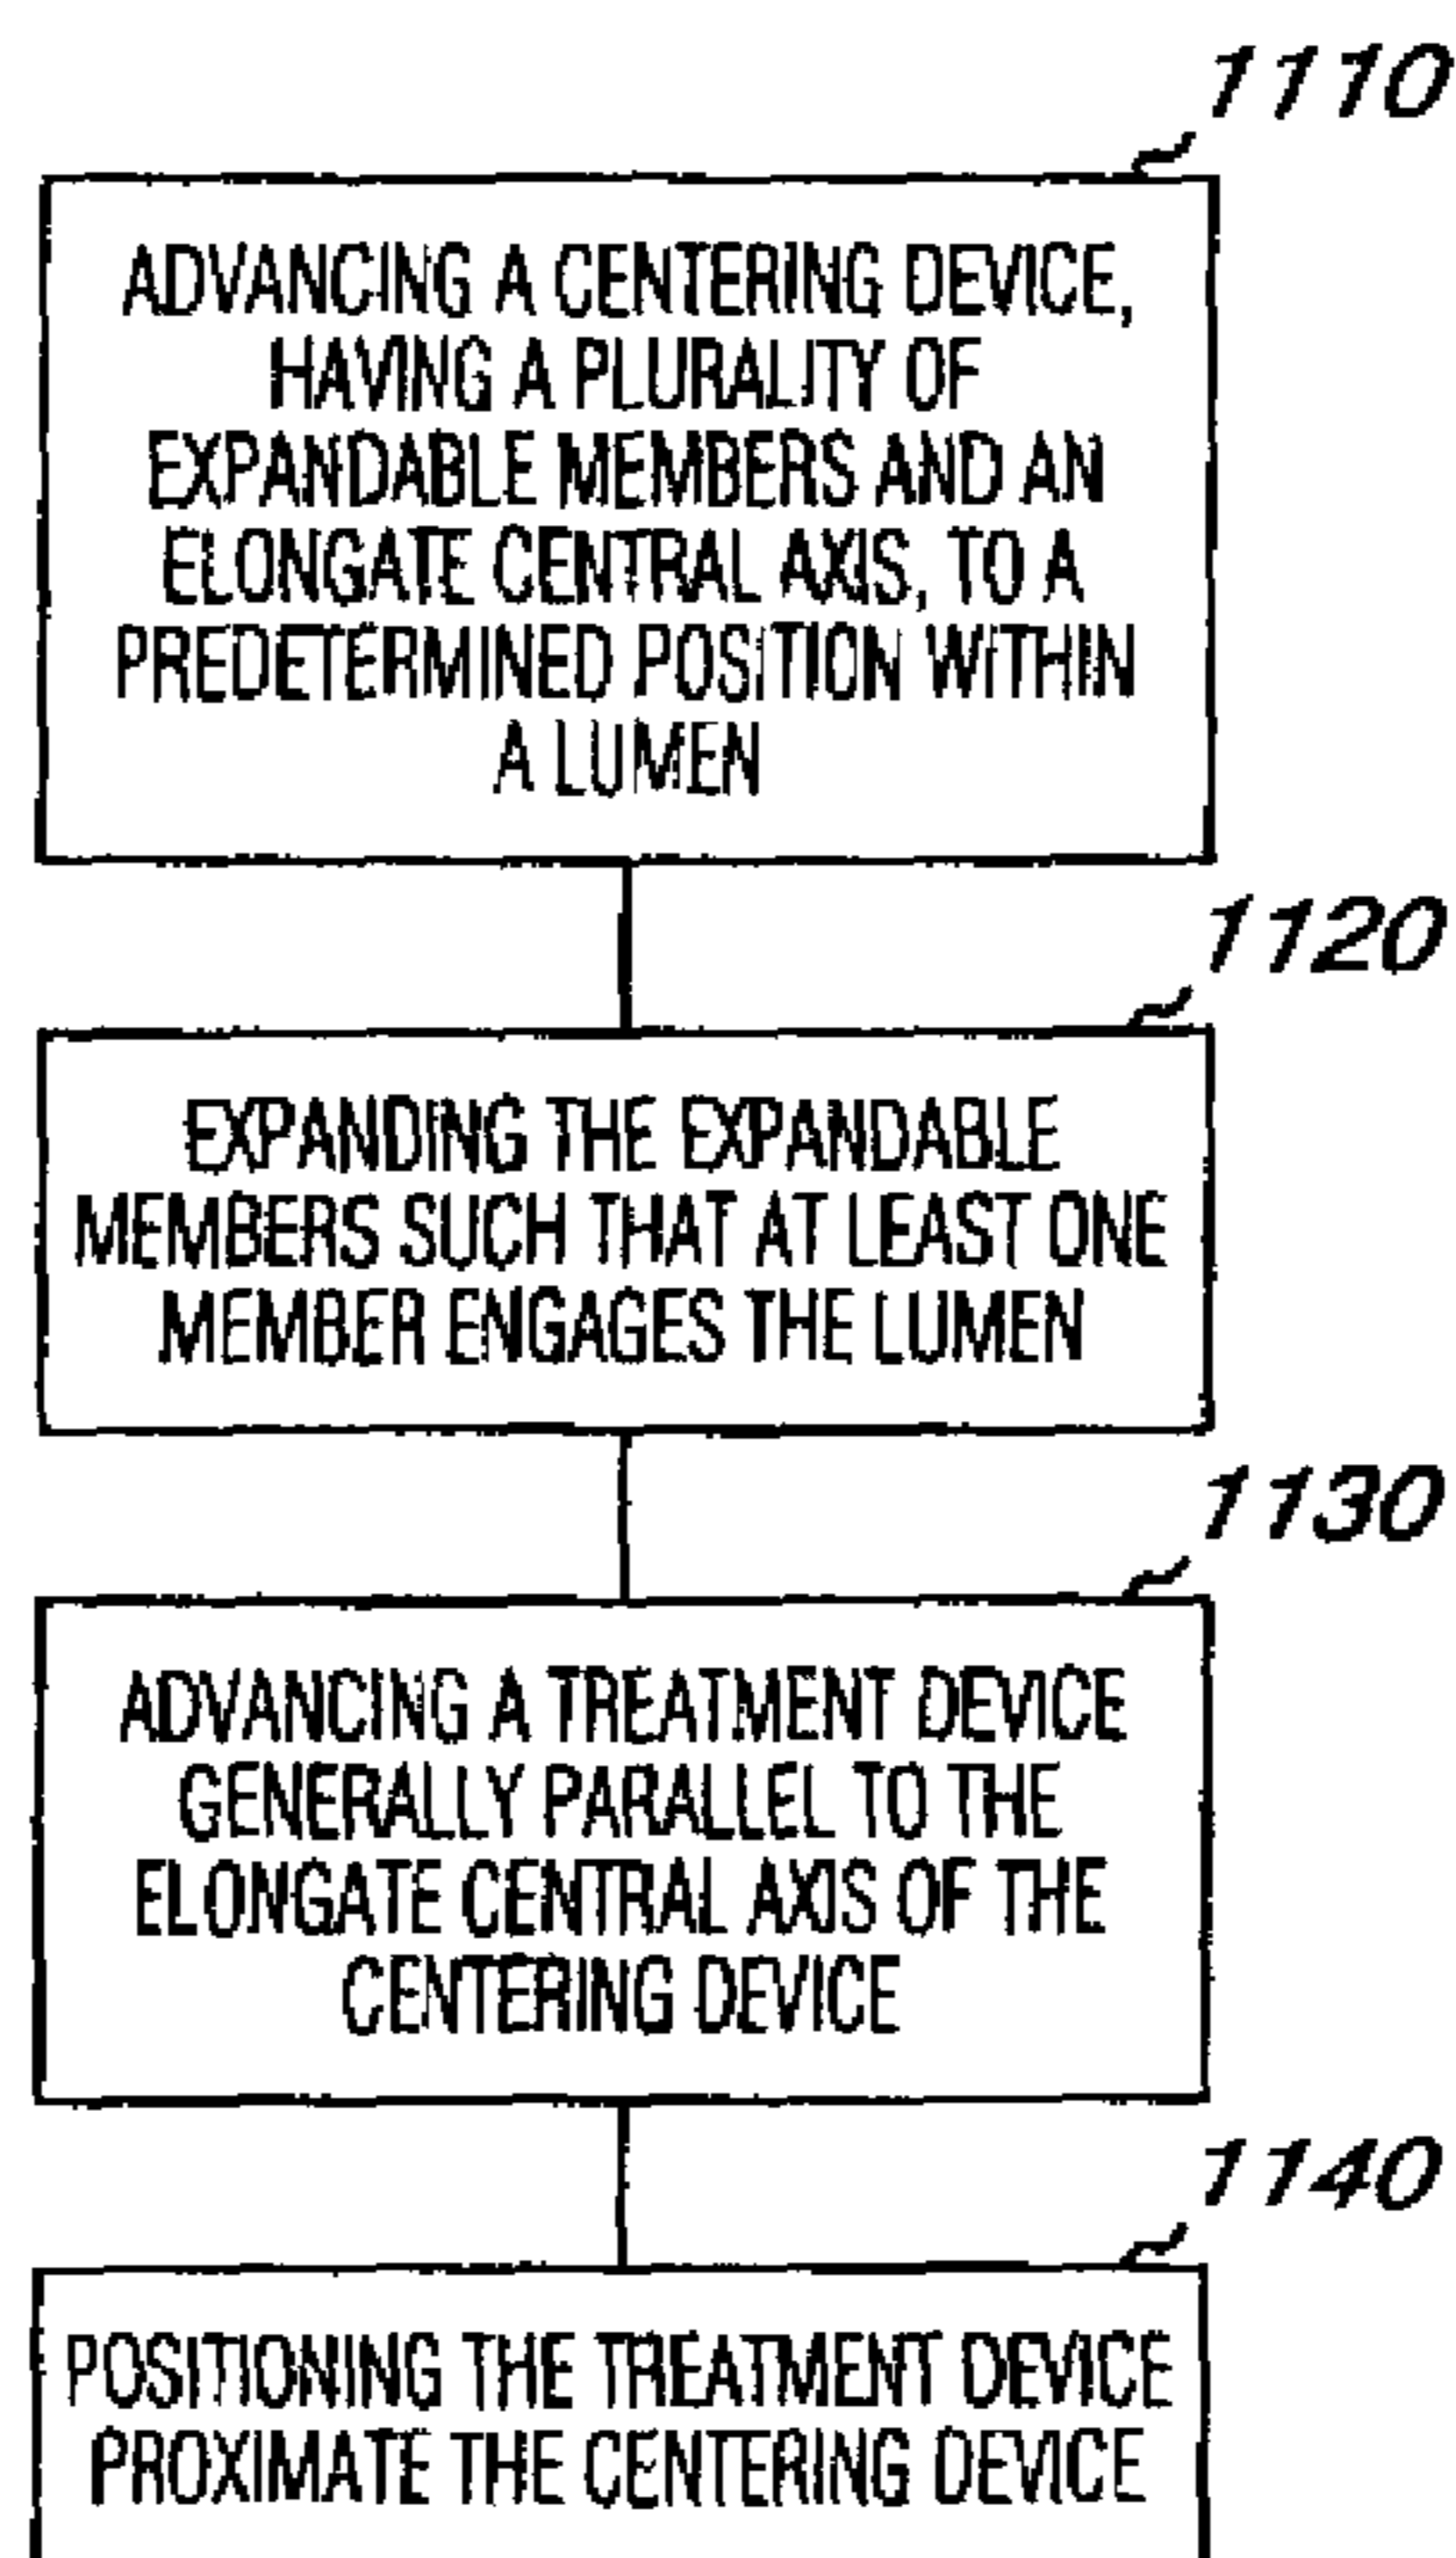 1110
ADVANCING A CENTERING DEVICE,
HAVING A PLURALITY OF
EXPANDABLE MEMBERS AND AN
ELONGATE CENTRAL AXIS, TO A
PREDETERMINED POSITION WITHIN
A LUMEN
1120
EXPANDING THE EXPANDABLE
MEMBERS SUCH THAT AT LEAST ONE
MEMBER ENGAGES THE LUMEN
1130
ADVANCING A TREATMENT DEVICE
GENERALLY PARALLEL TO THE
ELONGATE CENTRAL AXIS OF THE
CENTERING DEVICE
1140
POSITIONING THE TREATMENT DEVICE
PROXIMATE THE CENTERING DEVICE